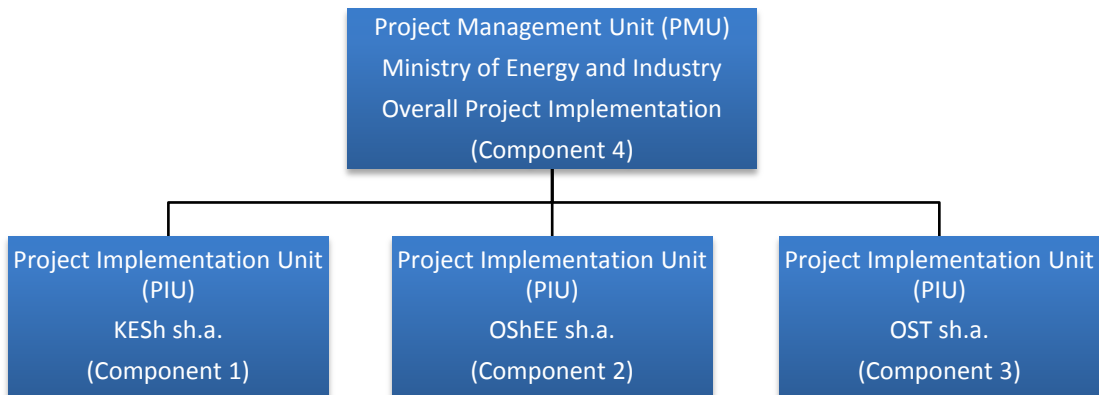 Project Management Unit (PMU)
Ministry of Energy and Industry
Overall Project Implementation
(Component 4)
Project Implementation Unit
(PIU)
KESh sh.a.
(Component 1)
Project Implementation Unit
(PIU)
OShEE sh.a.
(Component 2)
Project Implementation Unit
(PIU)
OST sh.a.
(Component 3)